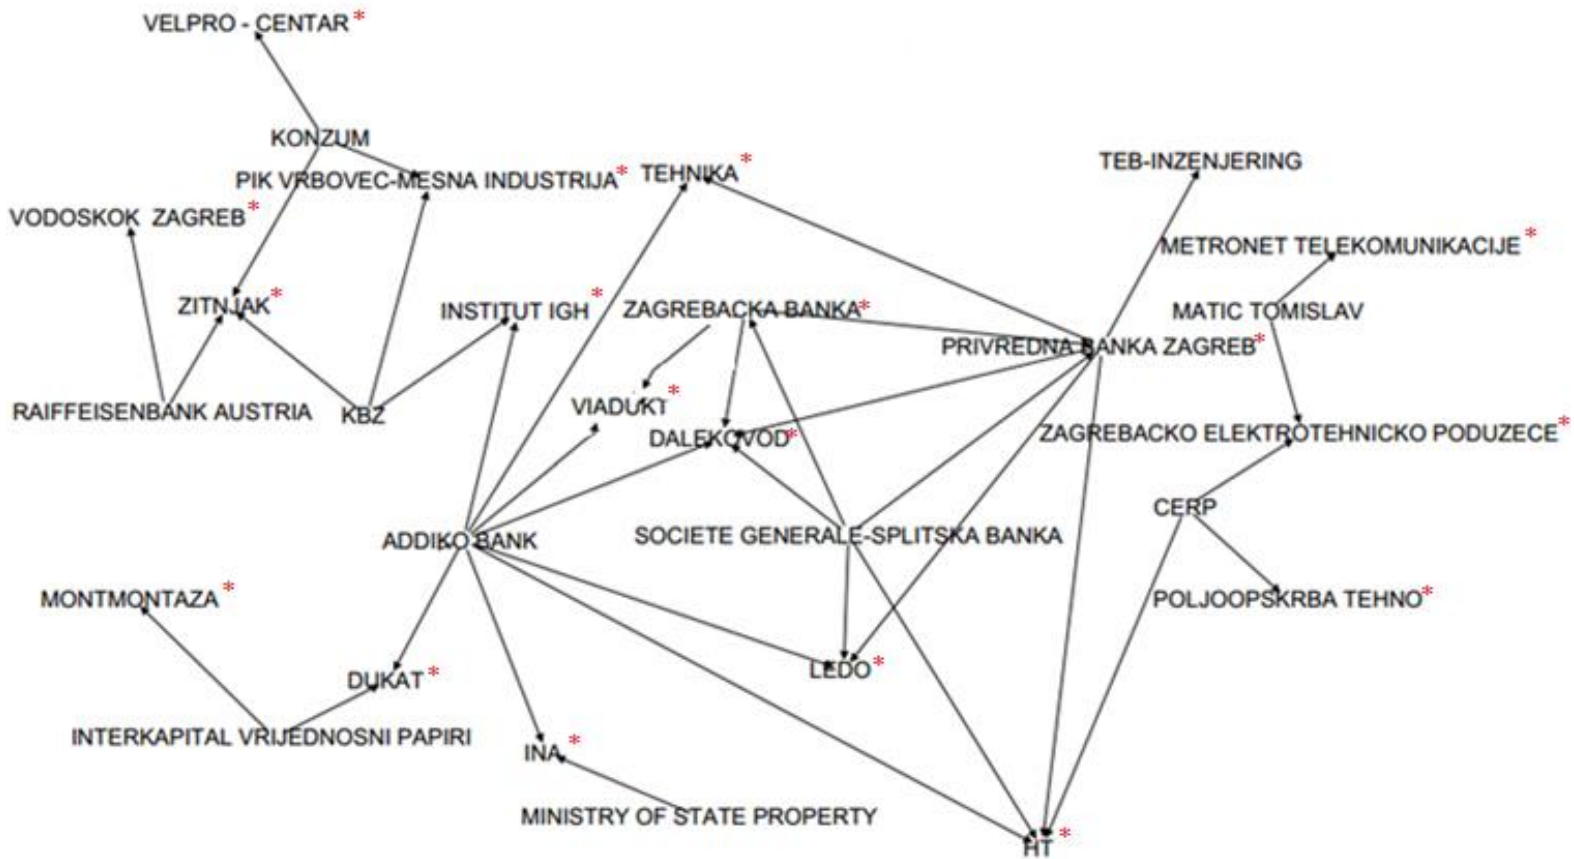 VELPRO - CENTAR *
KONZUM
PIK VRBOVEC-MESNA INDUSTRIJA *
TEHNIKA *
TEB-INZENJERING
VODOSKOK ZAGREB *
METRONET TELEKOMUNIKACIJE *
ZITNJAK *
INSTITUT IGH *
ZAGREBACKA BANKA *
MATIC TOMISLAV
PRIVREDNA BANKA ZAGREB *
RAIFFEISENBANK AUSTRIA
KBZ
VIADUKT *
DALEKOVOD *
ZAGREBACKO ELEKTROTEHNICKO PODUZECE *
CERP
ADDIKO BANK
SOCIETE GENERALE-SPLITSKA BANKA
MONTMONTAZA *
POLJOOPSKRBA TEHNO *
DUKAT *
LEDO *
INTERKAPITAL VRIJEDNOSNI PAPIRI
INA *
MINISTRY OF STATE PROPERTY
HT *